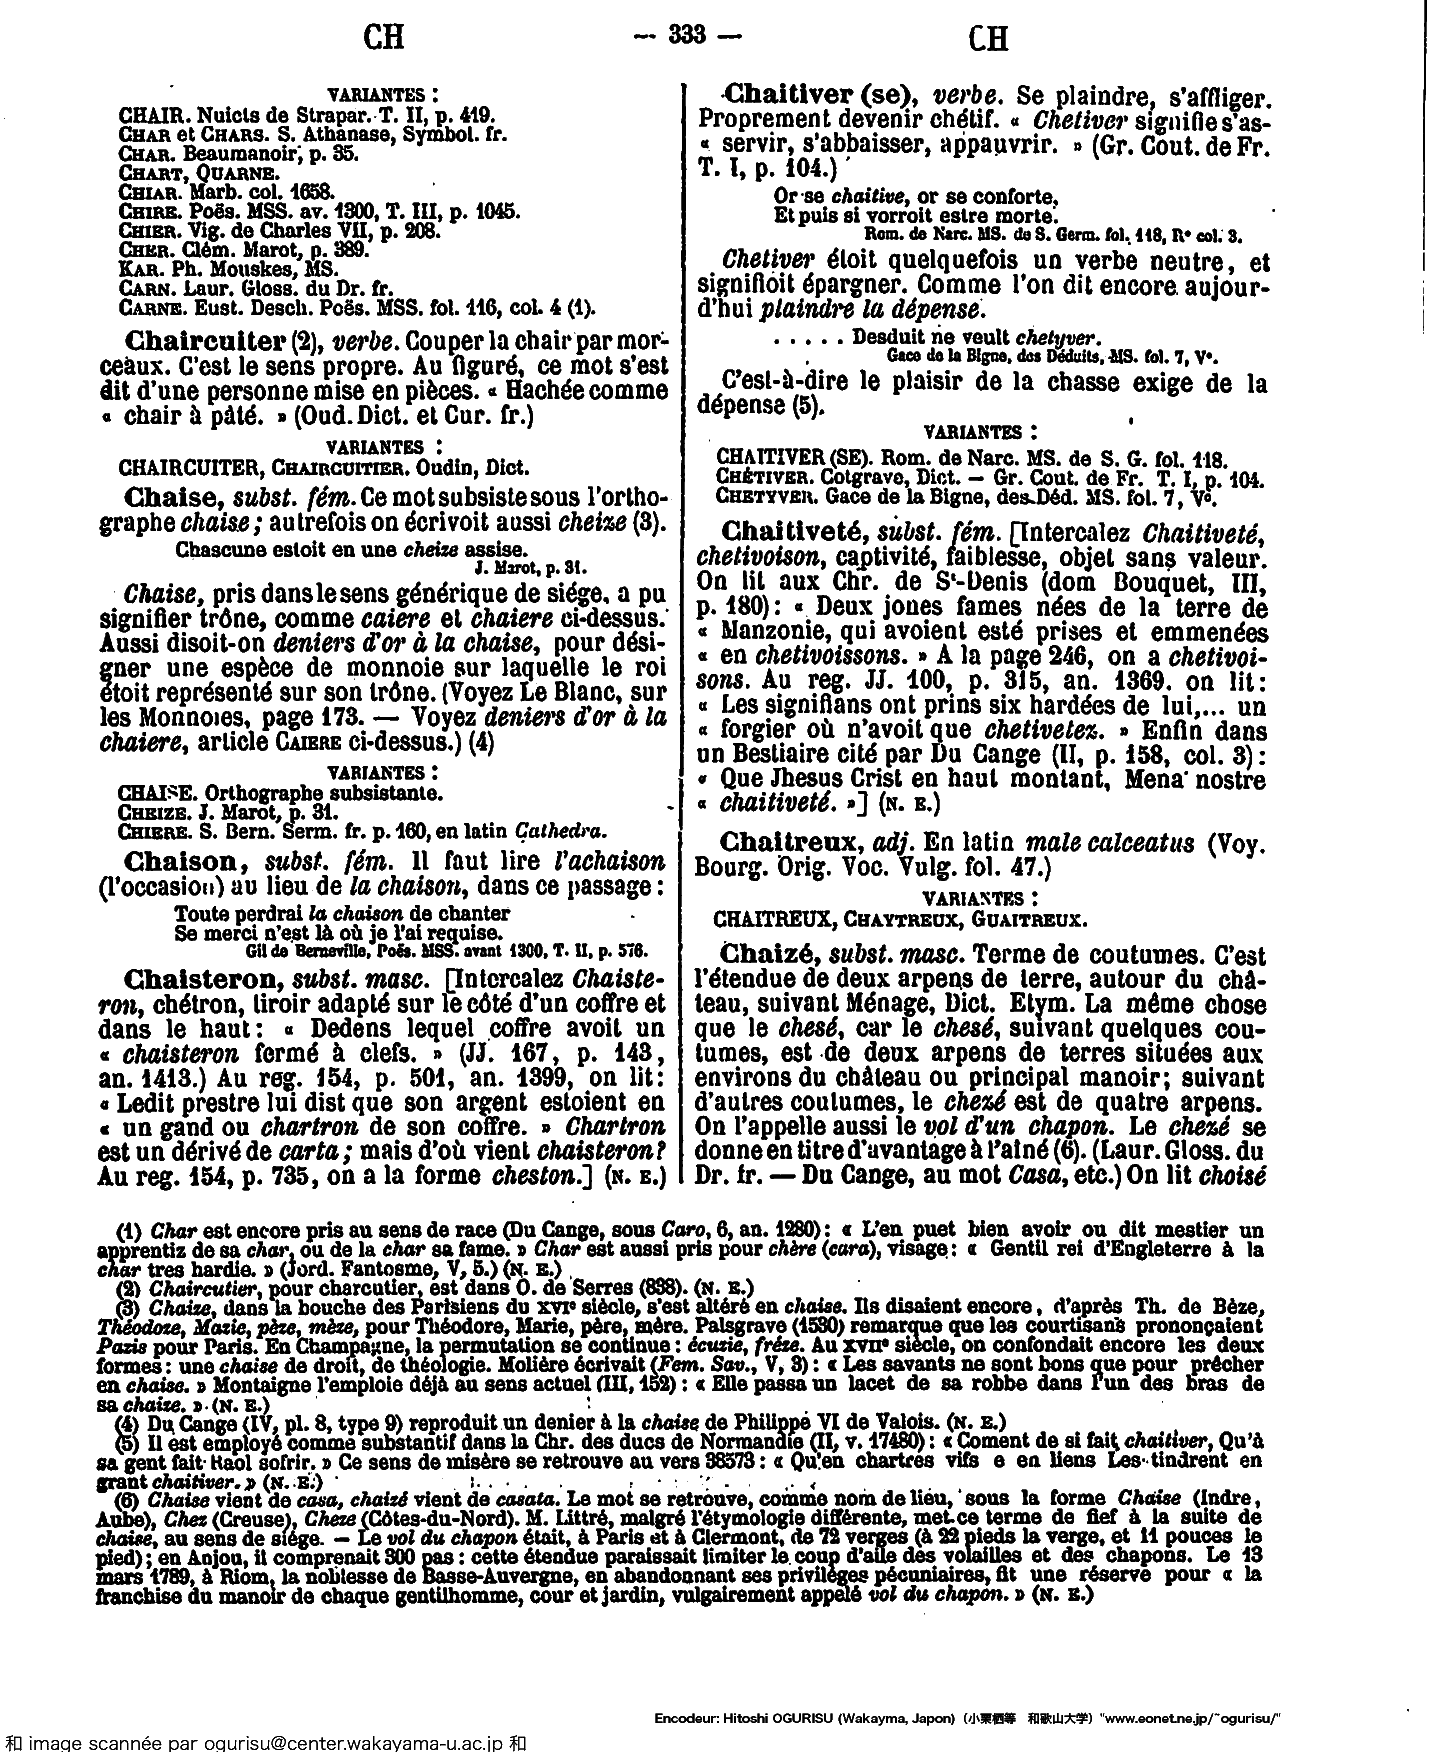 CH
— 333 —
CH
VARIANTES :
CHAIR. Nuicts de Strapar. T. II, p. 419.
CHAR et CHARS. S. Athanase, Symbol. fr.
CHAR. Beaumanoir, p. 35.
CHART, QUARNE.
CHIAR. Marb. col. 1658.
CHIRE. Poës. MSS. av. 1300, T. III, p. 1045.
CHIER. Vig. de Charles VII, p. 208.
CHER. Clém. Marot, p. 389.
KAR. Ph. Mouskes, MS.
CARN. Laur. Gloss. du Dr. fr.
CARNE. Eust. Desch. Poës. MSS. fol. 116, col. 4 (1).
Chaircuiter (2), verbe. Couper la chair par mor-
ceaux. C'est le sens propre. Au figuré, ce mot s'est
dit d'une personne mise en pièces. « Hachée comme
« chair à pâté. » (Oud. Dict. et Cur. fr.)
VARIANTES :
CHAIRCUITER, CHAIRCUITIER. Oudin, Dict.
Chaise, subst. fém. Ce mot subsiste sous l'ortho-
graphe chaise ; autrefois on écrivoit aussi cheize (3).
Chascune estoit en une cheize assise.
J. Marot, p. 31.
Chaise, pris dans le sens générique de siége, a pu
signifier trône, comme caiere et chaiere ci-dessus.
Aussi disoit-on deniers d'or à la chaise, pour dési-
gner une espèce de monnoie sur laquelle le roi
étoit représenté sur son trône. (Voyez Le Blanc, sur
les Monnoies, page 173. — Voyez deniers d'or à la
chaiere, article CAIERE ci-dessus.) (4)
VARIANTES :
CHAISE. Orthographe subsistante.
CHEIZE. J. Marot, p. 31.
CHIERE. S. Bern. Serm. fr. p. 160, en latin Cathedra.
Chaison, subst. fém. Il faut lire l'achaison
(l'occasion) au lieu de la chaison, dans ce passage :
Toute perdrai la chaison de chanter
Se merci n'est là où je l'ai requise.
Gil de Berneville, Poës. MSS. avant 1300, T. II, p. 576.
Chaisteron, subst. masc. [Intercalez Chaiste-
ron, chétron, tiroir adapté sur le côté d'un coffre et
dans le haut : « Dedens lequel coffre avoit un
« chaisteron fermé à clefs. » (JJ. 167, p. 143,
an. 1413.) Au reg. 154, p. 501, an. 1399, on lit :
« Ledit prestre lui dist que son argent estoient en
« un gand ou chartron de son coffre. » Chartron
est un dérivé de carta ; mais d'où vient chaisteron?
Au reg. 154, p. 735, on a la forme cheston.] (N. E.)
Chaitiver (se), verbe. Se plaindre, s'affliger.
Proprement devenir chétif. « Chetiver signifie s'as-
« servir, s'abbaisser, appauvrir. » (Gr. Cout. de Fr.
T. I, p. 104.)
Or se chaitive, or se conforte,
Et puis si vorroit estre morte.
Rom. de Narc. MS. de S. Germ. fol. 118, R° col. 3.
Chetiver étoit quelquefois un verbe neutre, et
signifioit épargner. Comme l'on dit encore aujour-
d'hui plaindre la dépense.
. . . . . Desduit ne veult chetyver.
Gace de la Bigne, des Déduits, MS. fol. 7, V°.
C'est-à-dire le plaisir de la chasse exige de la
dépense (5).
VARIANTES :
CHAITIVER (SE). Rom. de Narc. MS. de S. G. fol. 118.
CHÉTIVER. Cotgrave, Dict. — Gr. Cout. de Fr. T. I, p. 104.
CHETYVER. Gace de la Bigne, des Déd. MS. fol. 7, V°.
Chaitiveté, subst. fém. [Intercalez Chaitiveté,
chetivoison, captivité, faiblesse, objet sans valeur.
On lit aux Chr. de St-Denis (dom Bouquet, III,
p. 180) : « Deux jones fames nées de la terre de
« Manzonie, qui avoient esté prises et emmenées
« en chetivoissons. » A la page 246, on a chetivoi-
sons. Au reg. JJ. 100, p. 315, an. 1369. on lit :
« Les signifians ont prins six hardées de lui,... un
« forgier où n'avoit que chetivetez. » Enfin dans
un Bestiaire cité par Du Cange (II, p. 158, col. 3) :
« Que Jhesus Crist en haut montant, Mena nostre
« chaitiveté. »] (N. E.)
Chaitreux, adj. En latin male calceatus (Voy.
Bourg. Orig. Voc. Vulg. fol. 47.)
VARIANTES :
CHAITREUX, CHAYTREUX, GUAITREUX.
Chaizé, subst. masc. Terme de coutumes. C'est
l'étendue de deux arpens de terre, autour du châ-
teau, suivant Ménage, Dict. Etym. La même chose
que le chesé, car le chesé, suivant quelques cou-
tumes, est de deux arpens de terres situées aux
environs du château ou principal manoir ; suivant
d'autres coutumes, le chezé est de quatre arpens.
On l'appelle aussi le vol d'un chapon. Le chezé se
donne en titre d'avantage à l'aîné (6). (Laur. Gloss. du
Dr. fr. — Du Cange, au mot Casa, etc.) On lit choisé
(1) Char est encore pris au sens de race (Du Cange, sous Caro, 6, an. 1280) : « L'en puet bien avoir ou dit mestier un
apprentiz de sa char, ou de la char sa fame. » Char est aussi pris pour chère (cara), visage : « Gentil rei d'Engleterre à la
char tres hardie. » (Jord. Fantosme, V, 5.) (N. E.)
(2) Chaircutier, pour charcutier, est dans O. de Serres (838). (N. E.)
(3) Chaize, dans la bouche des Parisiens du XVIe siècle, s'est altéré en chaise. Ils disaient encore, d'après Th. de Bèze,
Théodoze, Mazie, pèze, mèze, pour Théodore, Marie, père, mère. Palsgrave (1530) remarque que les courtisans prononçaient
Pazis pour Paris. En Champagne, la permutation se continue : écuzie, fréze. Au XVIIe siècle, on confondait encore les deux
formes : une chaise de droit, de théologie. Molière écrivait (Fem. Sav., V, 3) : « Les savants ne sont bons que pour prêcher
en chaise. » Montaigne l'emploie déjà au sens actuel (III, 152) : « Elle passa un lacet de sa robbe dans l'un des bras de
sa chaize. » (N. E.)
(4) Du Cange (IV, pl. 8, type 9) reproduit un denier à la chaise de Philippe VI de Valois. (N. E.)
(5) Il est employé comme substantif dans la Chr. des ducs de Normandie (II, v. 17480) : « Coment de si fait chaitiver, Qu'à
sa gent fait Raol sofrir. » Ce sens de misère se retrouve au vers 38573 : « Qu'en chartres vifs e en liens Les tindrent en
grant chaitiver. » (N. E.)
(6) Chaise vient de casa, chaizé vient de casata. Le mot se retrouve, comme nom de lieu, sous la forme Chaise (Indre,
Aube), Chez (Creuse), Cheze (Côtes-du-Nord). M. Littré, malgré l'étymologie différente, met ce terme de fief à la suite de
chaise, au sens de siége. — Le vol du chapon était, à Paris et à Clermont, de 72 verges (à 22 pieds la verge, et 11 pouces le
pied) ; en Anjou, il comprenait 300 pas : cette étendue paraissait limiter le coup d'aile des volailles et des chapons. Le 13
mars 1789, à Riom, la noblesse de Basse-Auvergne, en abandonnant ses privilèges pécuniaires, fit une réserve pour « la
franchise du manoir de chaque gentilhomme, cour et jardin, vulgairement appelé vol du chapon. » (N. E.)
Encodeur: Hitoshi OGURISU (Wakayma, Japon) (小栗栖等 和歌山大学) "www.eonet.ne.jp/~ogurisu/"
和 image scannée par ogurisu@center.wakayama-u.ac.jp 和